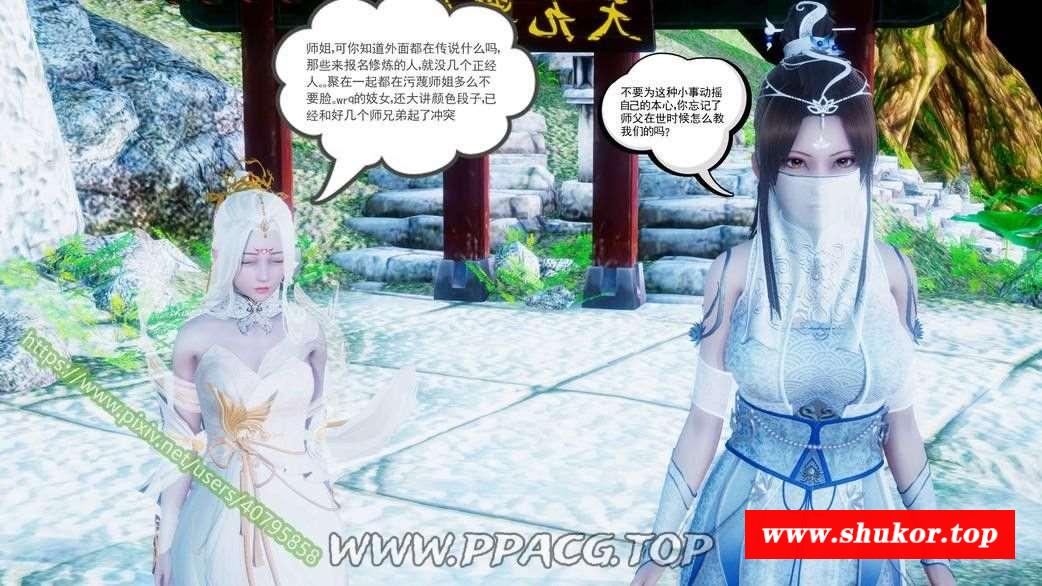 天九
师姐,可你知道外面都在传说什么吗,
那些来报名修炼的人,就没几个正经
人。聚在一起都在污蔑师姐多么不
要脸。wrq的妓女,还大讲颜色段子,已
经和好几个师兄弟起了冲突
不要为这种小事动摇
自己的本心,你忘记了
师父在世时候怎么教
我们的吗?
https://www.pixiv.net/users/40795858
WWW.PPACG.TOP
www.shukor.top